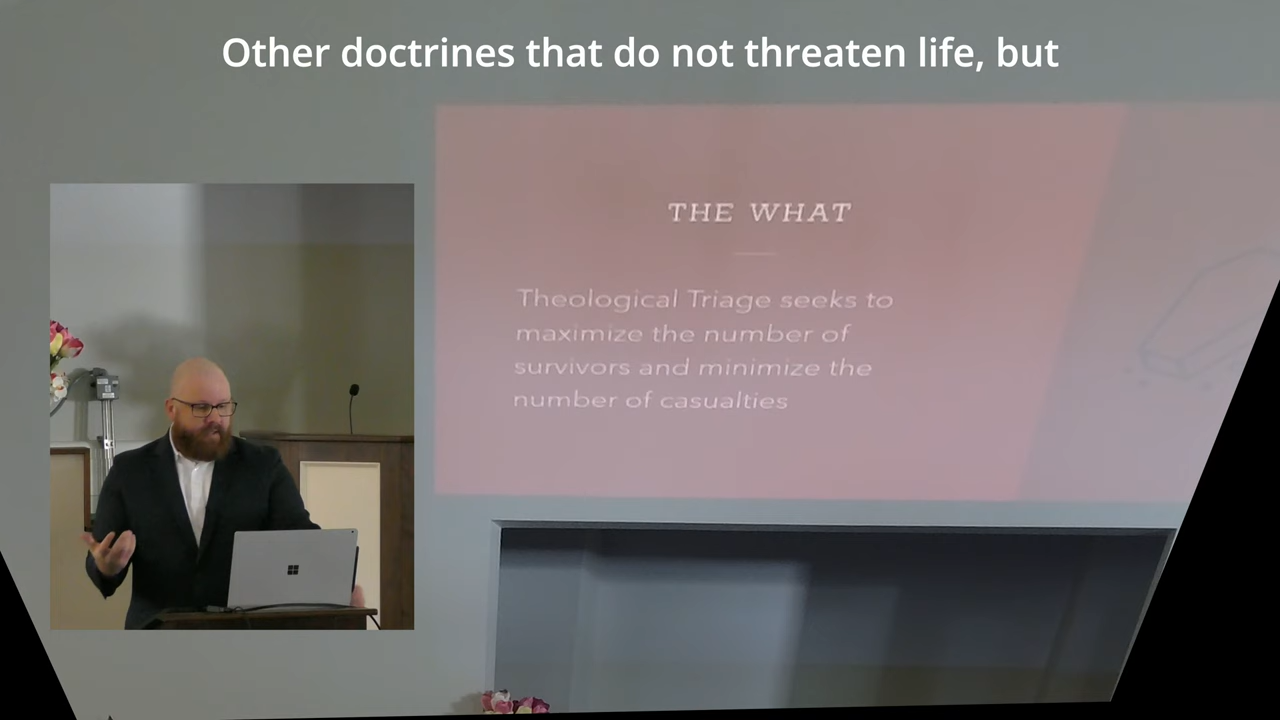 Other doctrines that do not threaten life, but
THE WHAT
Theological Triage seeks to
maximize the number of
survivors and minimize the
number of casualties